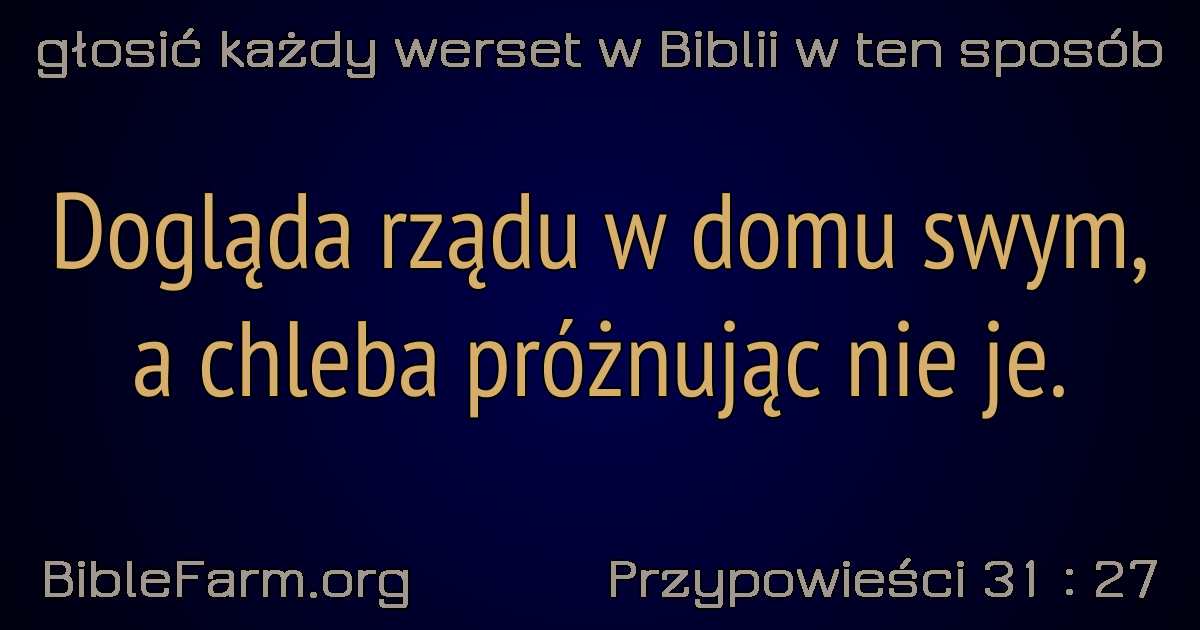 głosić każdy werset w Biblii w ten sposób
Dogląda rządu w domu swym,
a chleba próżnując nie je.
BibleFarm.org
Przypowieści 31 : 27